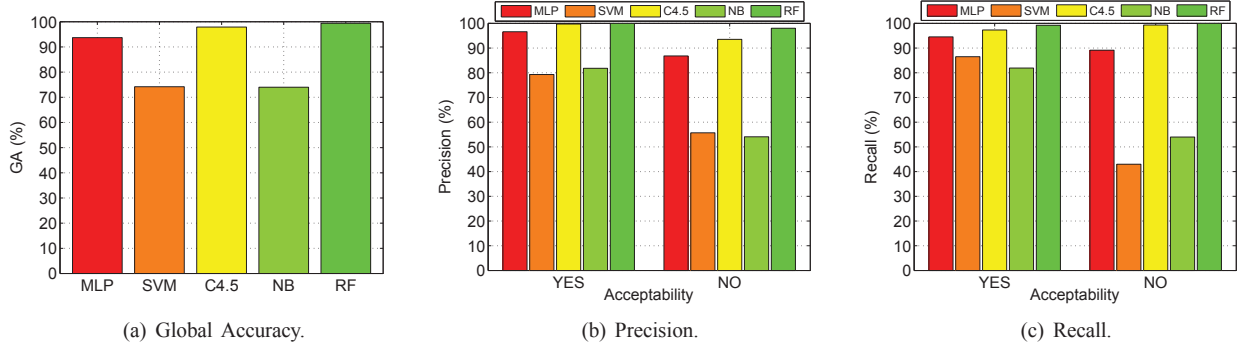 GA (%)
100
90
80
70
60
50
40
30
20
10
0
MLP SVM C4.5 NB RF
(a) Global Accuracy.
MLP SVM C4.5 NB RF
Precision (%)
100
90
80
70
60
50
40
30
20
10
0
YES NO
Acceptability
(b) Precision.
MLP SVM C4.5 NB RF
Recall (%)
100
90
80
70
60
50
40
30
20
10
0
YES NO
Acceptability
(c) Recall.